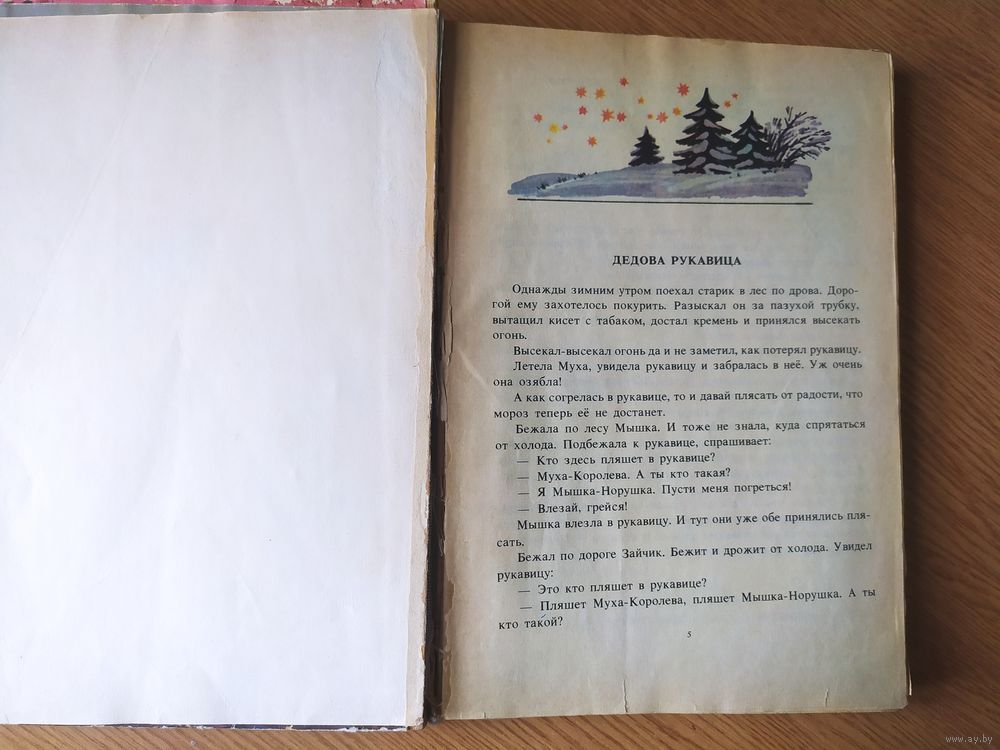 ДЕДОВА РУКАВИЦА
Однажды зимним утром поехал старик в лес по дрова. Доро-
гой ему захотелось покурить. Разыскал он за пазухой трубку,
вытащил кисет с табаком, достал кремень и принялся высекать
огонь.
Высекал-высекал огонь да и не заметил, как потерял рукавицу.
Летела Муха, увидела рукавицу и забралась в неё. Уж очень
она озябла!
А как согрелась в рукавице, то и давай плясать от радости, что
мороз теперь её не достанет.
Бежала по лесу Мышка. И тоже не знала, куда спрятаться
от холода. Подбежала к рукавице, спрашивает:
— Кто здесь пляшет в рукавице?
— Муха-Королева. А ты кто такая?
— Я Мышка-Норушка. Пусти меня погреться!
— Влезай, грейся!
Мышка влезла в рукавицу. И тут они уже обе принялись пля-
сать.
Бежал по дороге Зайчик. Бежит и дрожит от холода. Увидел
рукавицу:
— Это кто пляшет в рукавице?
— Пляшет Муха-Королева, пляшет Мышка-Норушка. А ты
кто такой?
5
www.ay.by